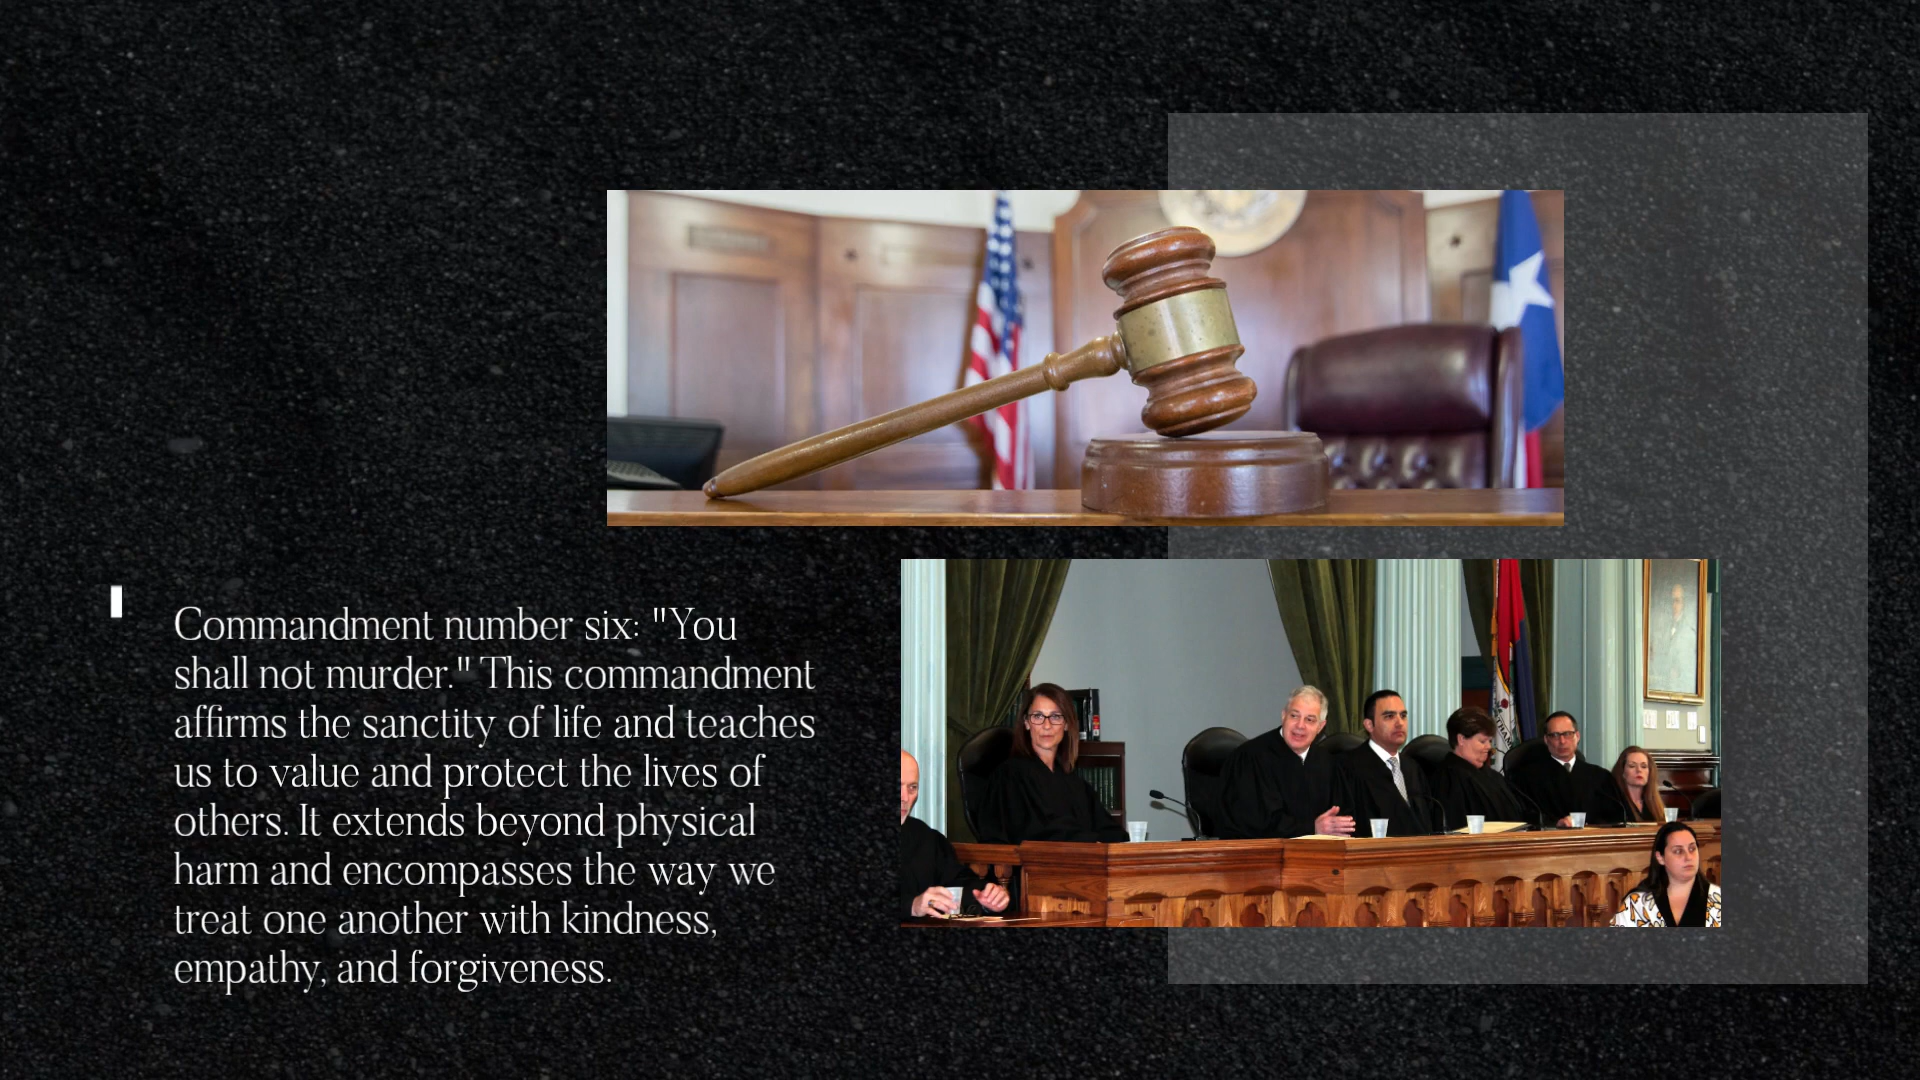 Commandment number six: "You
shall not murder." This commandment
affirms the sanctity of life and teaches
us to value and protect the lives of
others. It extends beyond physical
harm and encompasses the way we
treat one another with kindness,
empathy, and forgiveness.